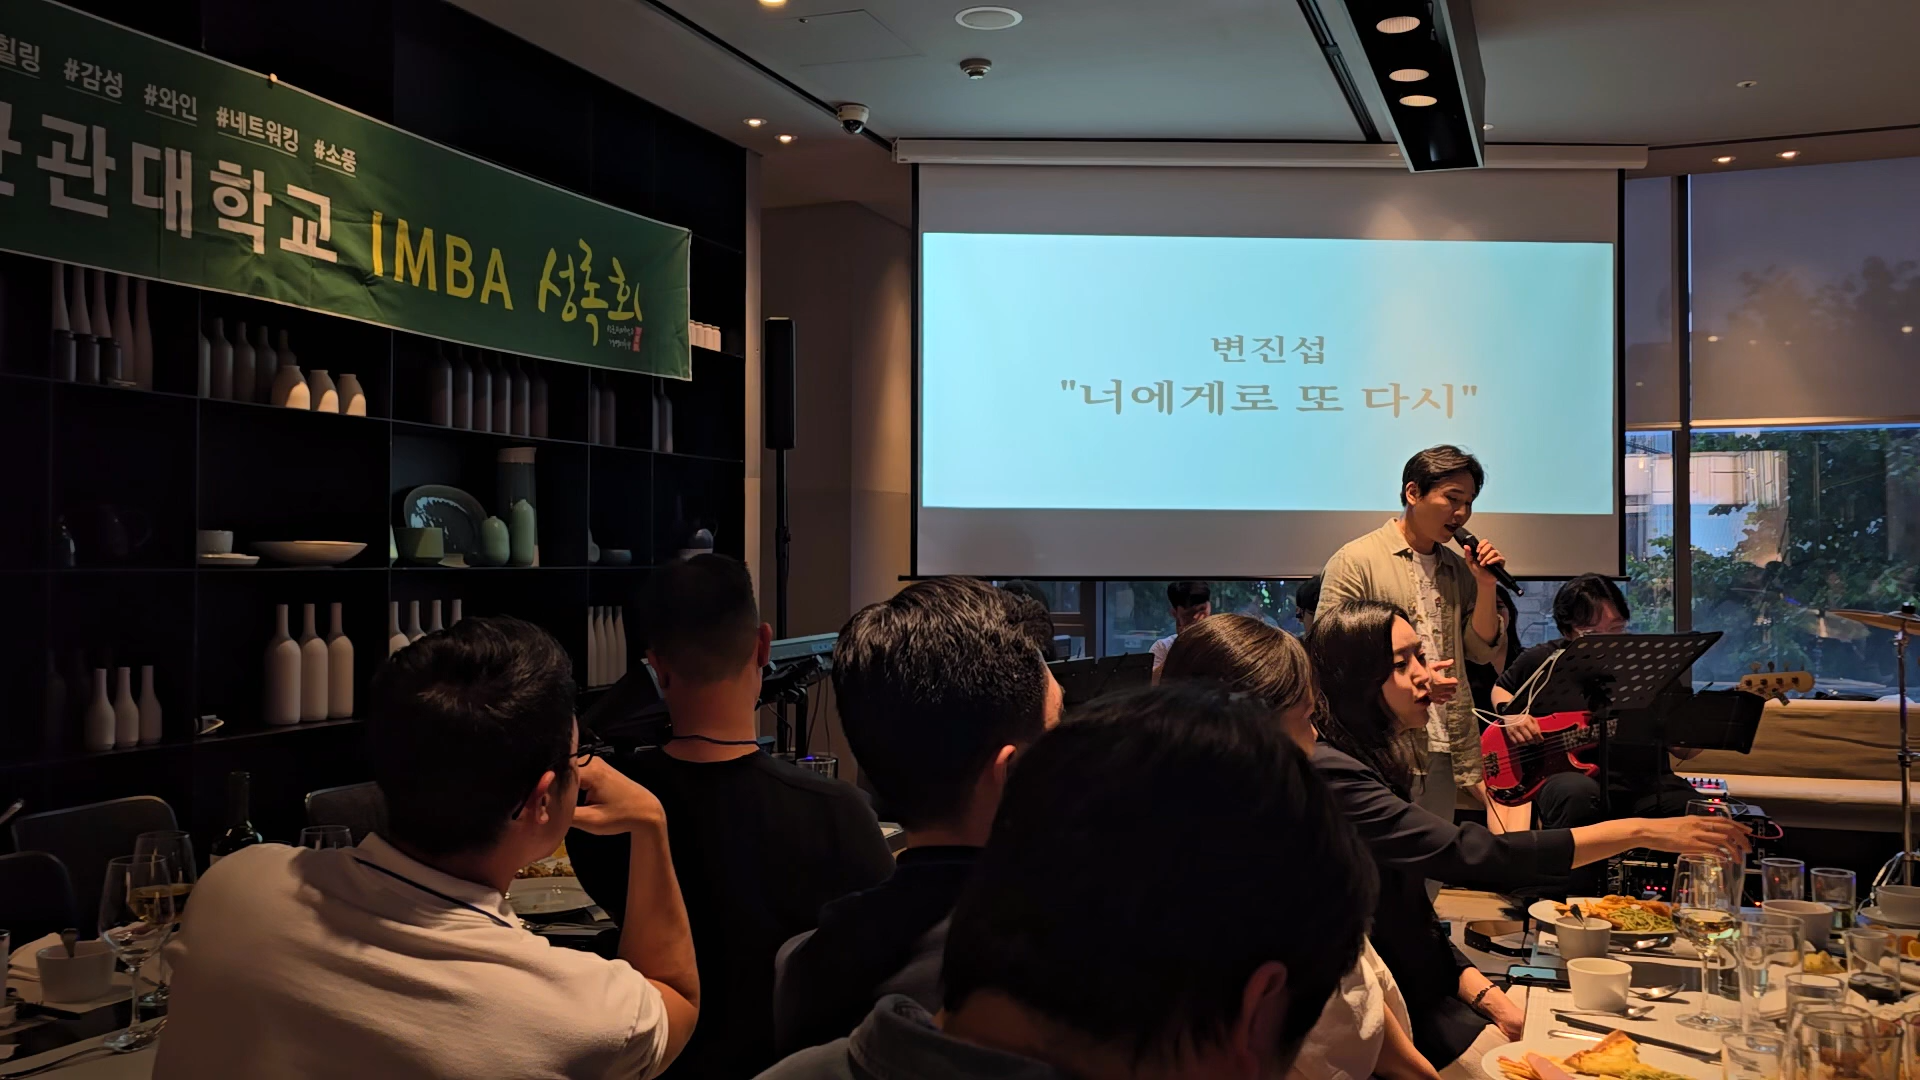 힐링 #감성 #와인 #네트워킹 #소풍
관대학교 IMBA 성록회
변진섭
"너에게로 또 다시"